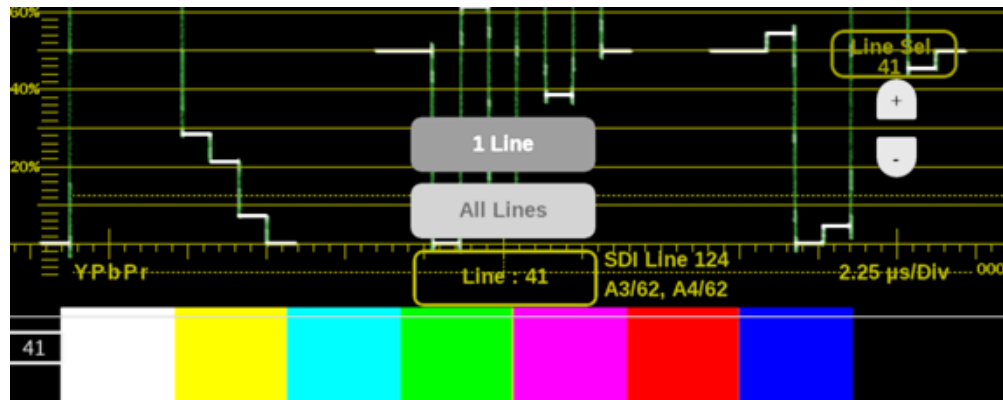 60%
Line Sel
41
40%
+
1 Line
-
20%
All Lines
YPbPr
Line : 41
SDI Line 124
A3/62, A4/62
2.25 µs/Div
000
41